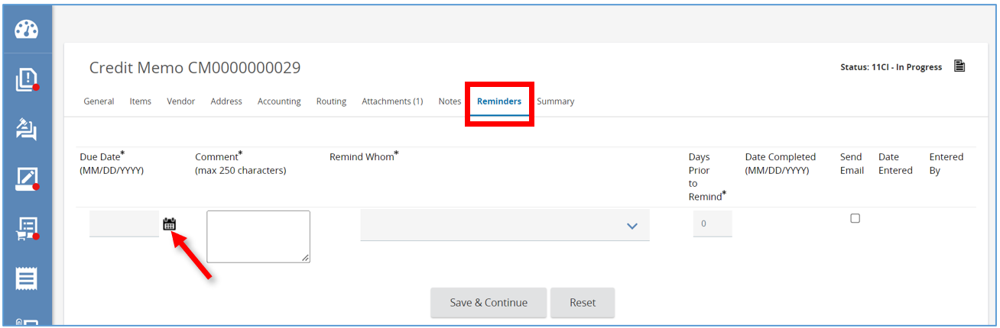 Credit Memo CM0000000029
Status: 11CI - In Progress
General Items Vendor Address Accounting Routing Attachments (1) Notes Reminders Summary
Due Date* Comment* Remind Whom* Days Date Completed Send Date Entered
(MM/DD/YYYY) (max 250 characters) Prior (MM/DD/YYYY) Email Entered By
to
Remind*
0
Save & Continue Reset